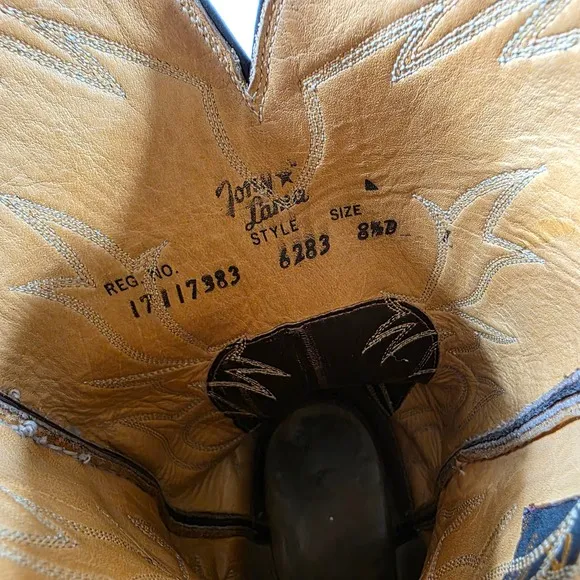 Tony
Lama
REG. NO. STYLE SIZE
17117383 6283 8½D